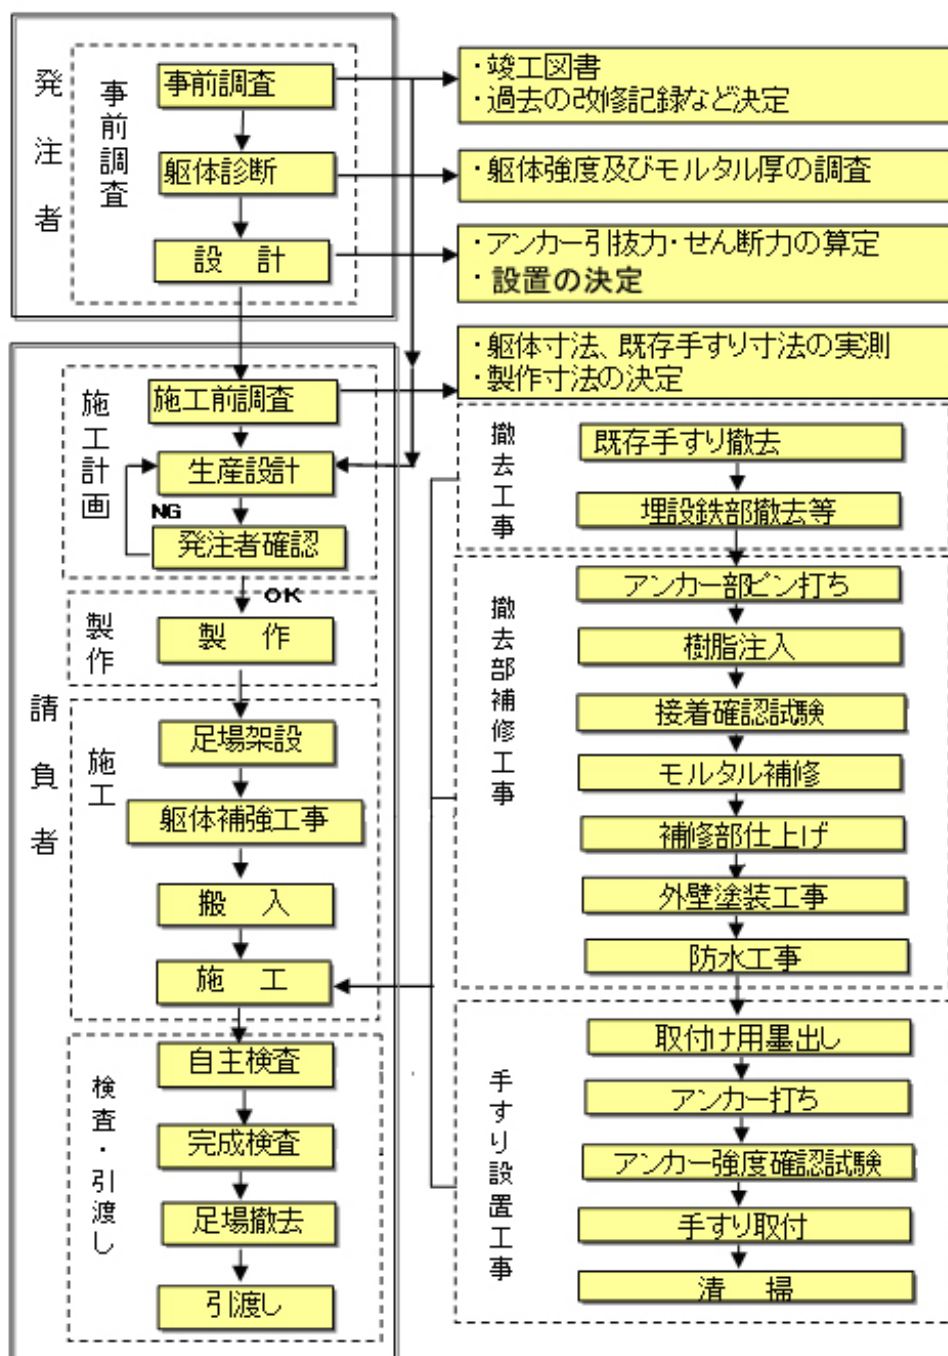 発注者
事前調査
事前調査
躯体診断
設　計
・竣工図書
・過去の改修記録など決定
・躯体強度及びモルタル厚の調査
・アンカー引抜力・せん断力の算定
・設置の決定
・躯体寸法、既存手すり寸法の実測
・製作寸法の決定
請負者
施工計画
施工前調査
生産設計
NG
発注者確認
OK
製作
製　作
施工
足場架設
躯体補強工事
搬　入
施　工
検査・引渡し
自主検査
完成検査
足場撤去
引渡し
撤去工事
既存手すり撤去
埋設鉄部撤去等
撤去部補修工事
アンカー部ピン打ち
樹脂注入
接着確認試験
モルタル補修
補修部仕上げ
外壁塗装工事
防水工事
手すり設置工事
取付け用墨出し
アンカー打ち
アンカー強度確認試験
手すり取付
清　掃